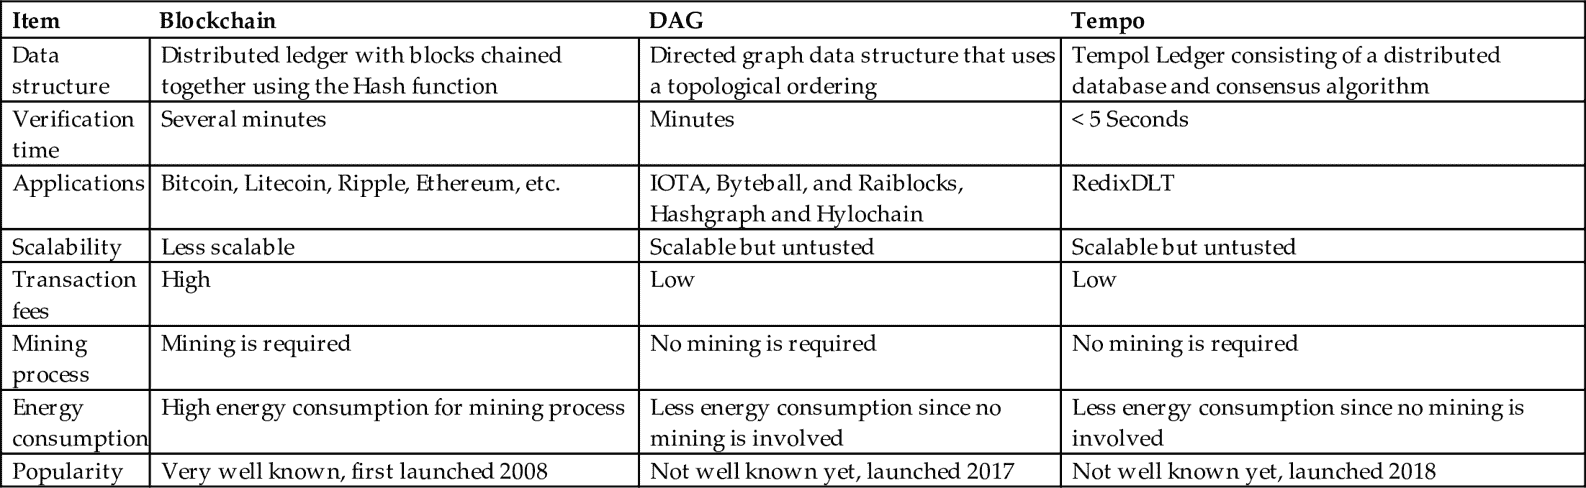 Item Blockchain DAG Tempo
Data Distributed ledger with blocks chained Directed graph data structure that uses Tempol Ledger consisting of a distributed
structure together using the Hash function a topological ordering database and consensus algorithm
Verification Several minutes Minutes < 5 Seconds
time
Applications Bitcoin, Litecoin, Ripple, Ethereum, etc. IOTA, Byteball, and Raiblocks, RedixDLT
Hashgraph and Hylochain
Scalability Less scalable Scalable but untusted Scalable but untusted
Transaction High Low Low
fees
Mining Mining is required No mining is required No mining is required
process
Energy High energy consumption for mining process Less energy consumption since no Less energy consumption since no mining is
consumption mining is involved involved
Popularity Very well known, first launched 2008 Not well known yet, launched 2017 Not well known yet, launched 2018